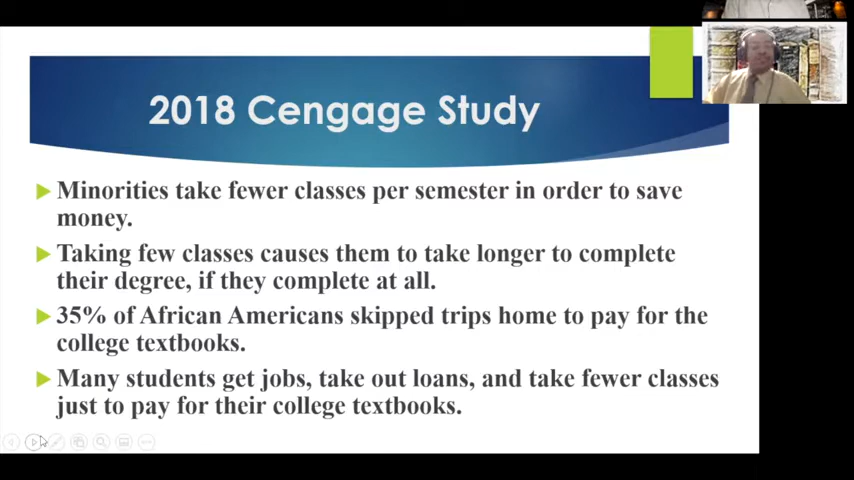 2018 Cengage Study
Minorities take fewer classes per semester in order to save
money.
Taking few classes causes them to take longer to complete
their degree, if they complete at all.
35% of African Americans skipped trips home to pay for the
college textbooks.
Many students get jobs, take out loans, and take fewer classes
just to pay for their college textbooks.